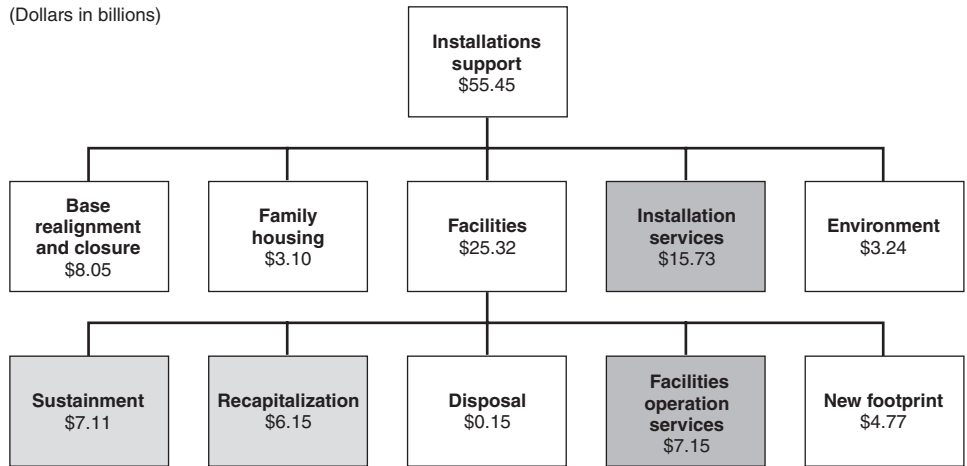 (Dollars in billions)
Installations
support
$55.45
Base
realignment
and closure
$8.05
Family
housing
$3.10
Facilities
$25.32
Installation
services
$15.73
Environment
$3.24
Sustainment
$7.11
Recapitalization
$6.15
Disposal
$0.15
Facilities
operation
services
$7.15
New footprint
$4.77